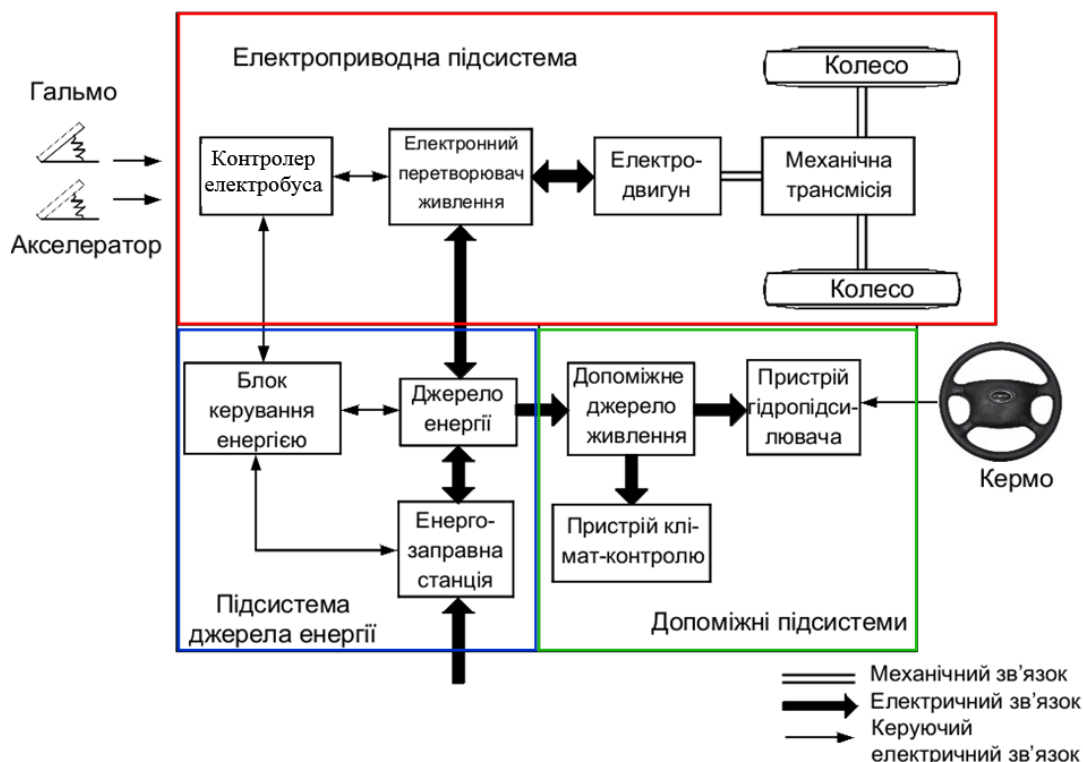 Електроприводна підсистема
Гальмо
Акселератор
Контролер
електробуса
Електронний
перетворювач
живлення
Електро-
двигун
Механічна
трансмісія
Колесо
Колесо
Блок
керування
енергією
Джерело
енергії
Енерго-
заправна
станція
Підсистема
джерела енергії
Допоміжне
джерело
живлення
Пристрій
гідропідси-
лювача
Пристрій клі-
мат-контролю
Допоміжні підсистеми
Кермо
Механічний зв’язок
Електричний зв’язок
Керуючий
електричний зв’язок